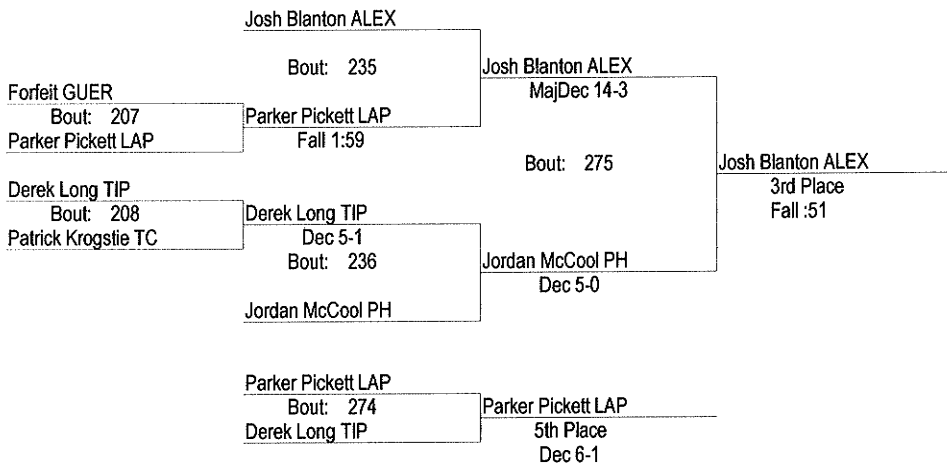 Josh Blanton ALEX
Bout: 235
Josh Blanton ALEX
MajDec 14-3
Forfeit GUER
Bout: 207
Parker Pickett LAP
Parker Pickett LAP
Fall 1:59
Bout: 275
Josh Blanton ALEX
3rd Place
Fall :51
Derek Long TIP
Bout: 208
Patrick Krogstie TC
Derek Long TIP
Dec 5-1
Bout: 236
Jordan McCool PH
Dec 5-0
Jordan McCool PH
Parker Pickett LAP
Bout: 274
Derek Long TIP
Parker Pickett LAP
5th Place
Dec 6-1